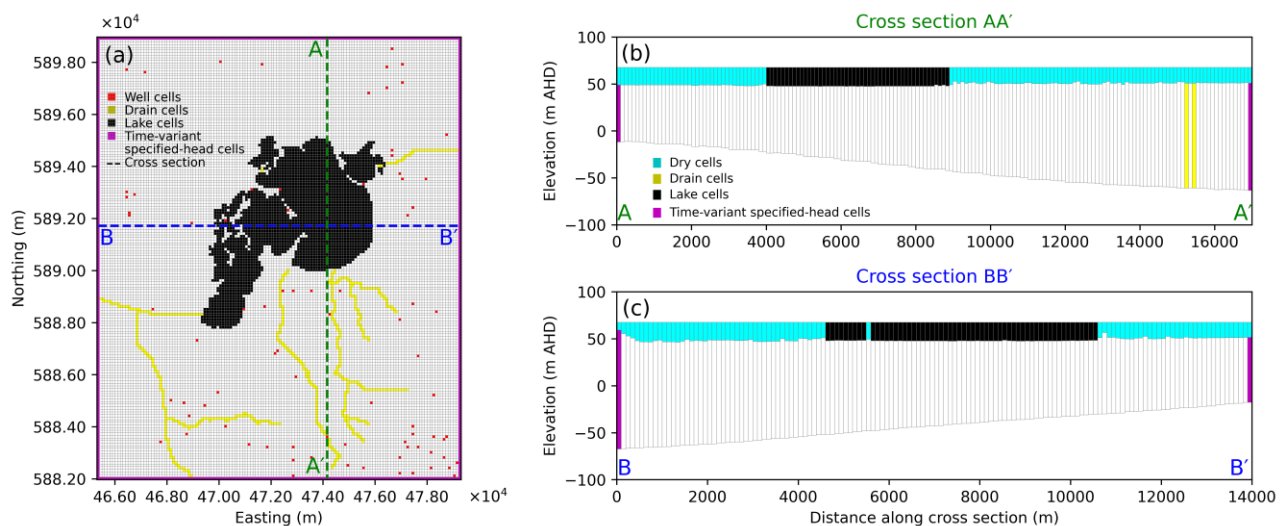 ×10⁴
(a)
A
589.80
589.60
589.40
589.20
589.00
588.80
588.60
588.40
588.20
Northing (m)
Well cells
Drain cells
Lake cells
Time-variant
specified-head cells
Cross section
B
B′
A′
46.60 46.80 47.00 47.20 47.40 47.60 47.80
×10⁴
Easting (m)
Cross section AA′
(b)
100
50
0
−50
−100
Elevation (m AHD)
Dry cells
Drain cells
Lake cells
Time-variant specified-head cells
A
A′
0 2000 4000 6000 8000 10000 12000 14000 16000
Cross section BB′
(c)
100
50
0
−50
−100
Elevation (m AHD)
B
B′
0 2000 4000 6000 8000 10000 12000 14000
Distance along cross section (m)